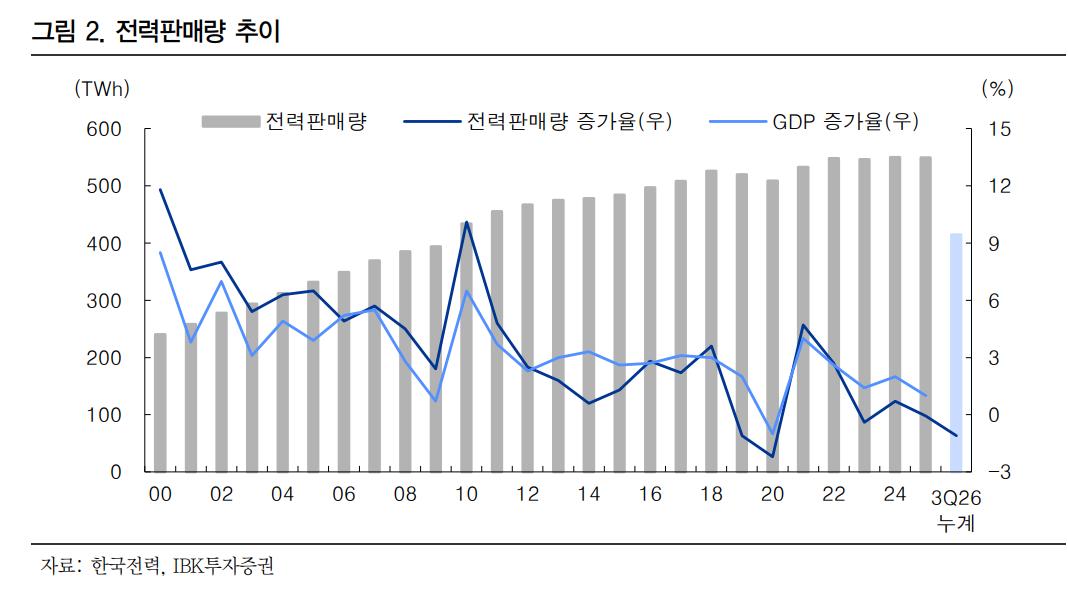 그림 2. 전력판매량 추이
(TWh) (%)
전력판매량 전력판매량 증가율(우) GDP 증가율(우)
600 15
500 12
400 9
300 6
200 3
100 0
0 -3
00 02 04 06 08 10 12 14 16 18 20 22 24 3Q26
누계
자료: 한국전력, IBK투자증권